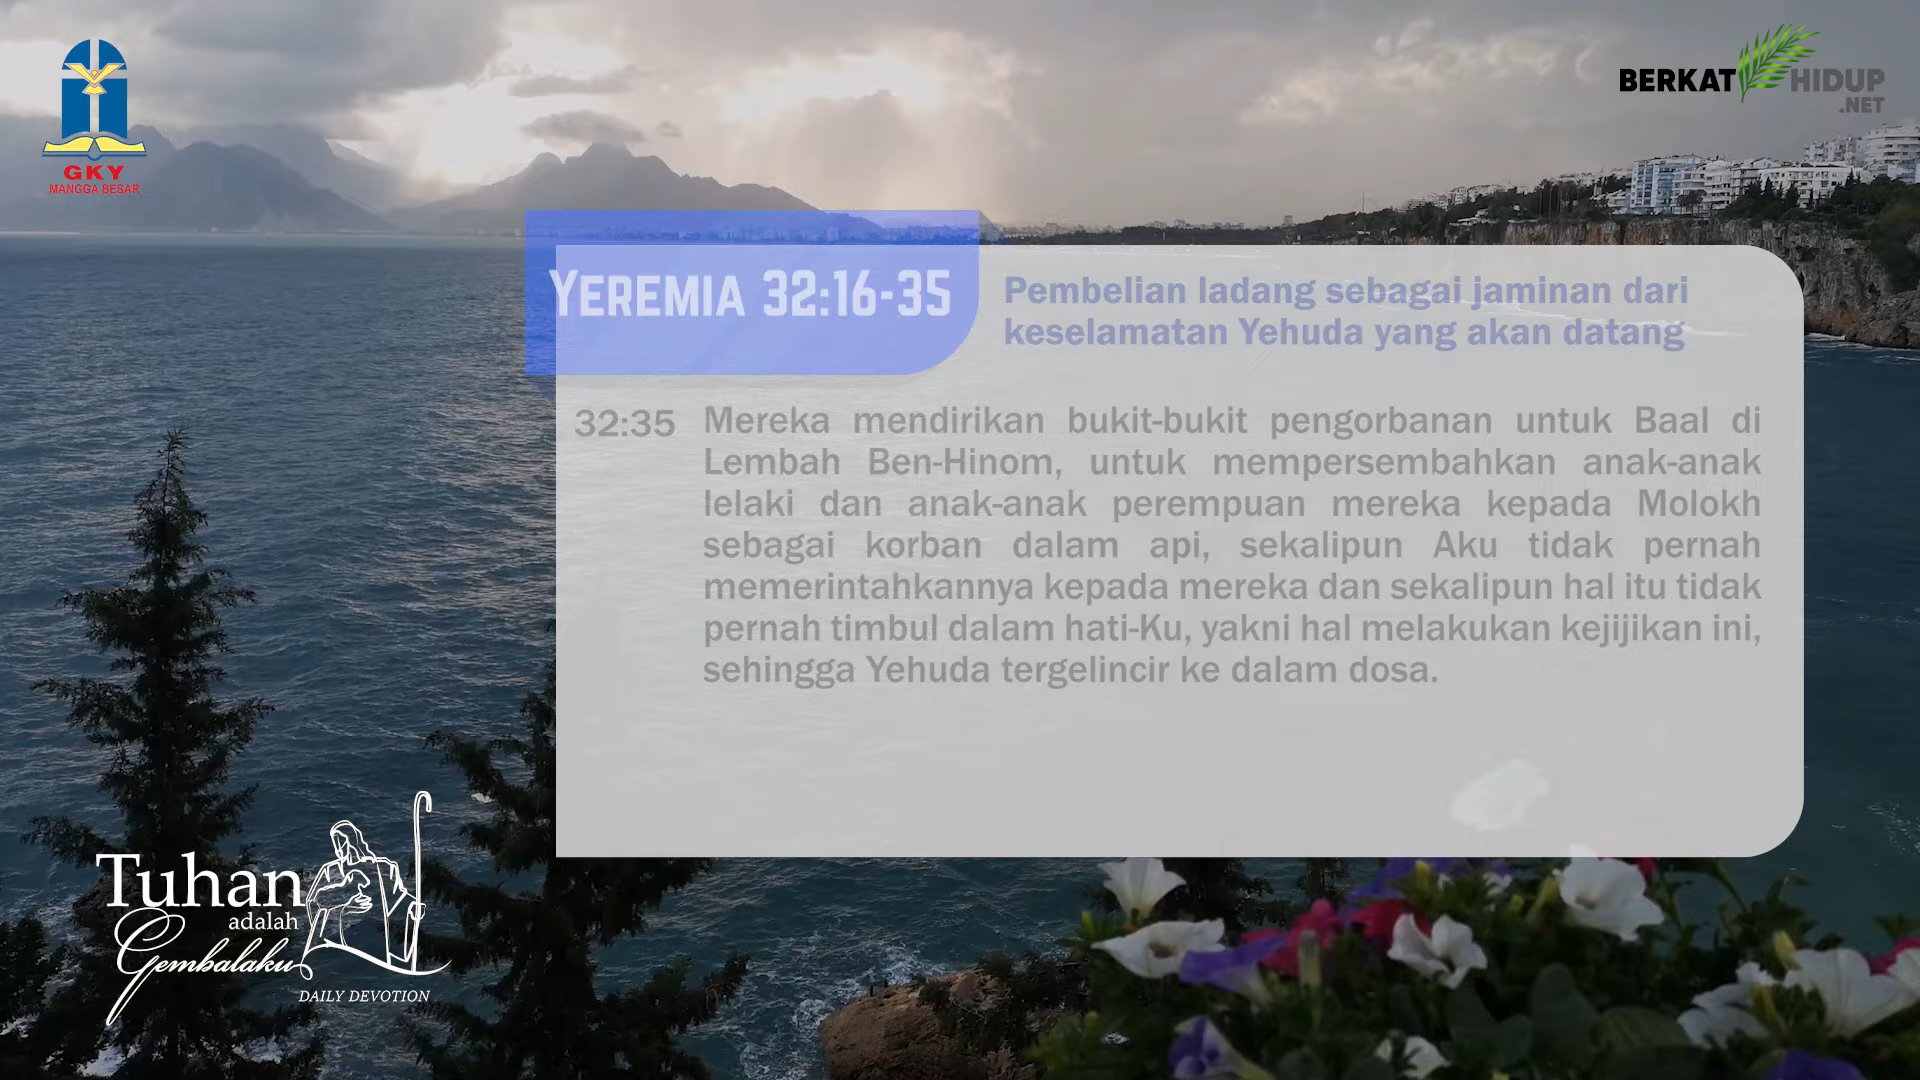 GKY
MANGGA BESAR
BERKAT HIDUP
.NET
YEREMIA 32:16-35
Pembelian ladang sebagai jaminan dari
keselamatan Yehuda yang akan datang
32:35 Mereka mendirikan bukit-bukit pengorbanan untuk Baal di
Lembah Ben-Hinom, untuk mempersembahkan anak-anak
lelaki dan anak-anak perempuan mereka kepada Molokh
sebagai korban dalam api, sekalipun Aku tidak pernah
memerintahkannya kepada mereka dan sekalipun hal itu tidak
pernah timbul dalam hati-Ku, yakni hal melakukan kejijikan ini,
sehingga Yehuda tergelincir ke dalam dosa.
Tuhan
adalah
Gembalaku
DAILY DEVOTION